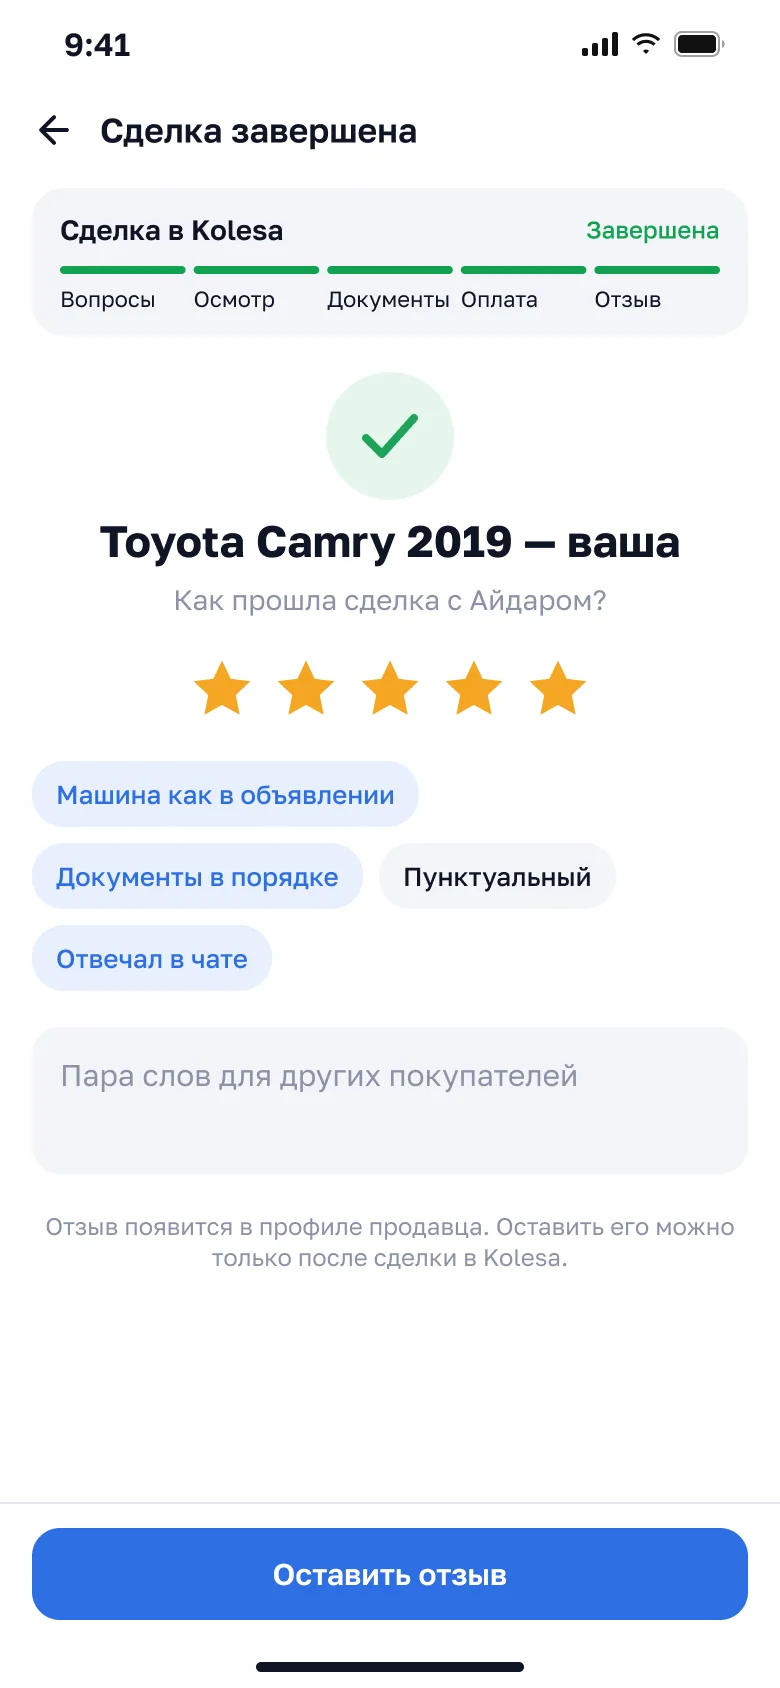 9:41
Сделка завершена
Сделка в Kolesa
Завершена
Вопросы Осмотр Документы Оплата Отзыв
Toyota Camry 2019 — ваша
Как прошла сделка с Айдаром?
Машина как в объявлении
Документы в порядке
Пунктуальный
Отвечал в чате
Пара слов для других покупателей
Отзыв появится в профиле продавца. Оставить его можно
только после сделки в Kolesa.
Оставить отзыв